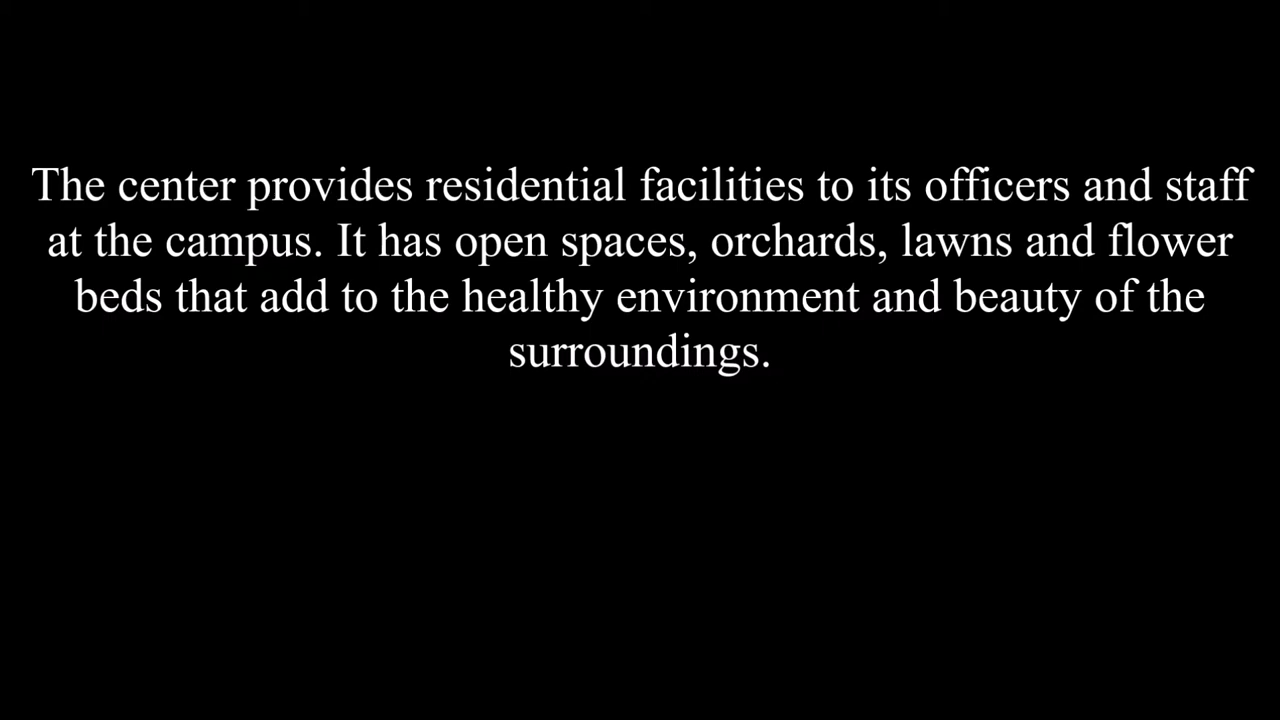 The center provides residential facilities to its officers and staff
at the campus. It has open spaces, orchards, lawns and flower
beds that add to the healthy environment and beauty of the
surroundings.